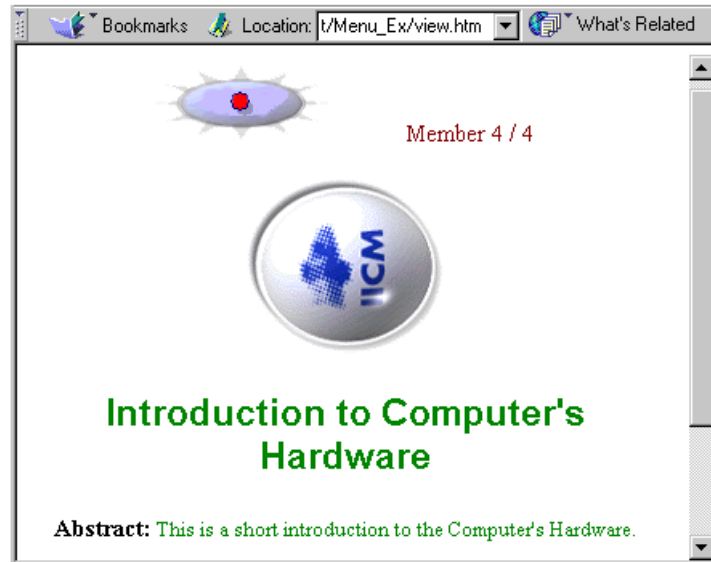 Bookmarks Location: t/Menu_Ex/view.htm What's Related
Member 4 / 4
IICM
Introduction to Computer's
Hardware
Abstract: This is a short introduction to the Computer's Hardware.